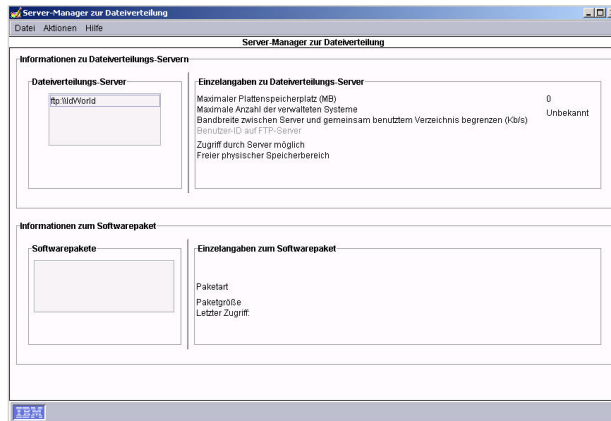 Server-Manager zur Dateiverteilung
Datei Aktionen Hilfe
Server-Manager zur Dateiverteilung
Informationen zu Dateiverteilungs-Servern
Dateiverteilungs-Server
ftp:\\IdWorld
Einzelangaben zu Dateiverteilungs-Server
Maximaler Plattenspeicherplatz (MB) 0
Maximale Anzahl der verwalteten Systeme
Bandbreite zwischen Server und gemeinsam benutztem Verzeichnis begrenzen (Kb/s) Unbekannt
Benutzer-ID auf FTP-Server
Zugriff durch Server möglich
Freier physischer Speicherbereich
Informationen zum Softwarepaket
Softwarepakete
Einzelangaben zum Softwarepaket
Paketart
Paketgröße
Letzter Zugriff:
IBM